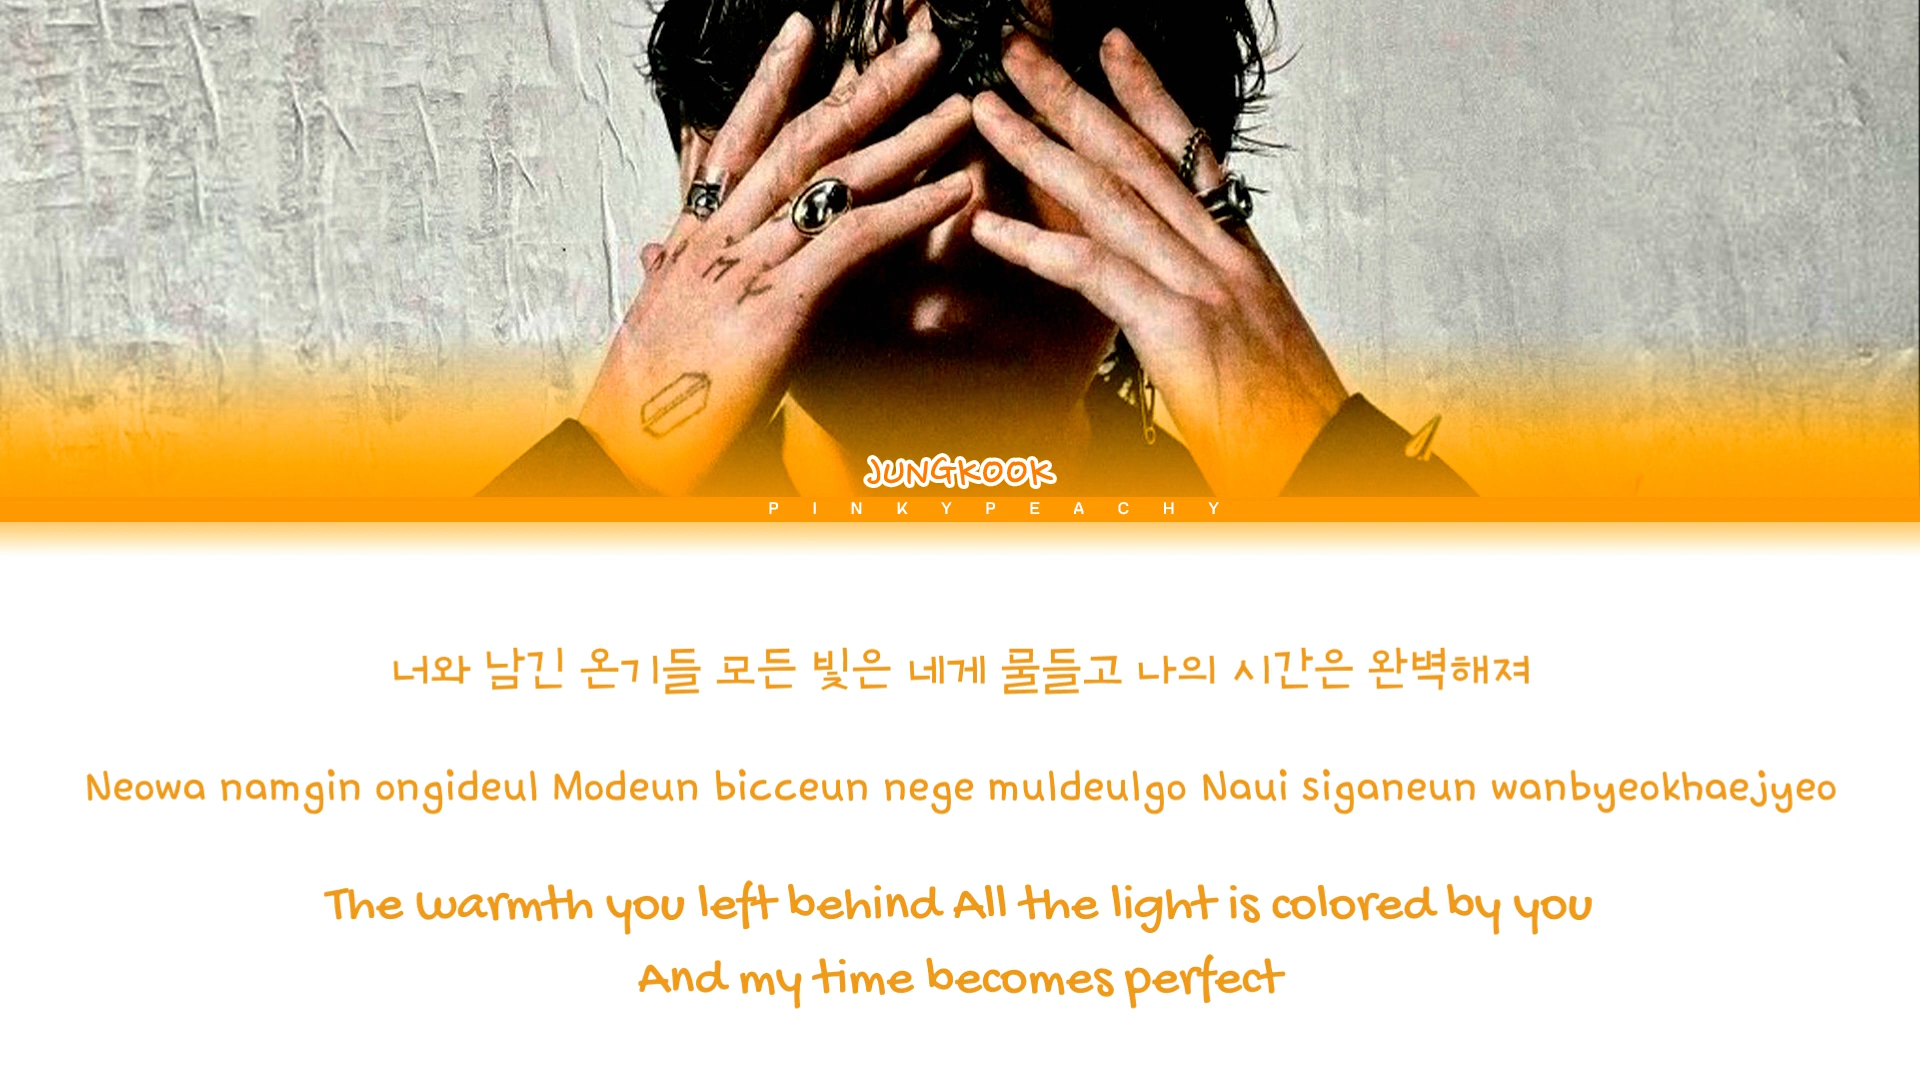 JUNGKOOK
PINKYPEACHY
너와 남긴 온기들 모든 빛은 네게 물들고 나의 시간은 완벽해져
Neowa namgin ongideul Modeun bicceun nege muldeulgo Naui siganeun wanbyeokhaejyeo
The warmth you left behind All the light is colored by you
And my time becomes perfect